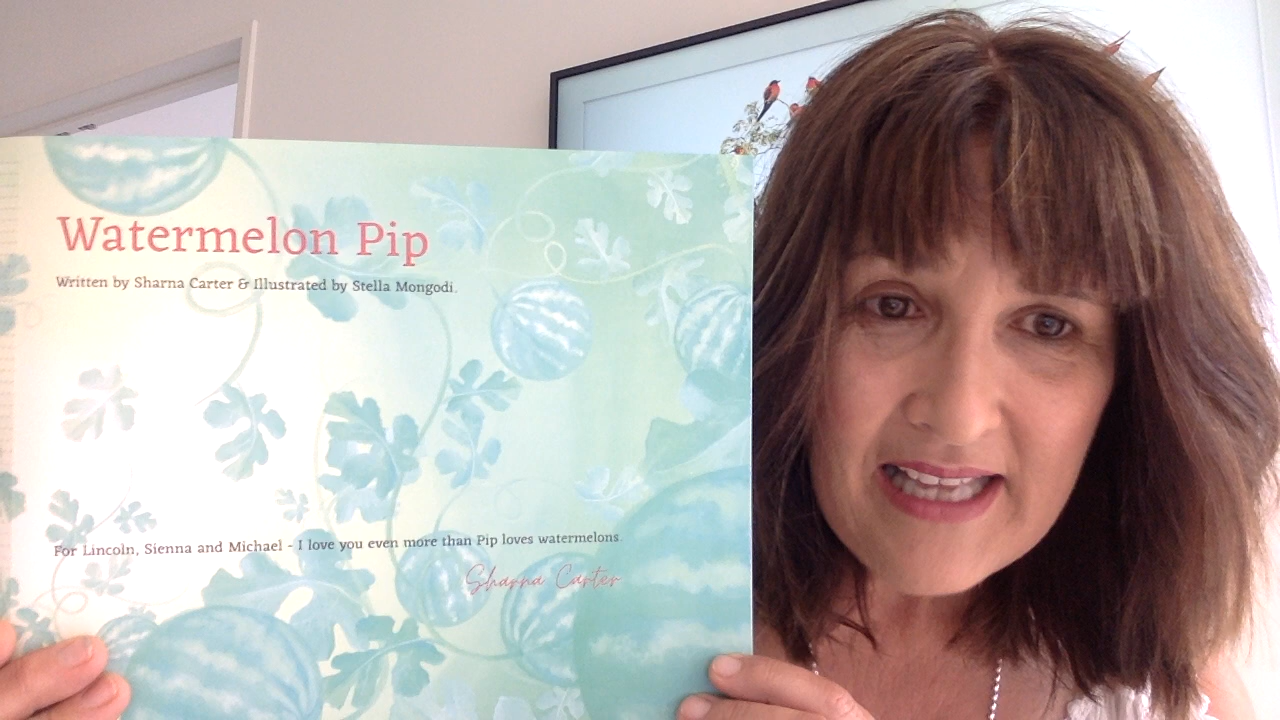 Watermelon Pip
Written by Sharna Carter & Illustrated by Stella Mongodi.
For Lincoln, Sienna and Michael - I love you even more than Pip loves watermelons.
Sharna Carter